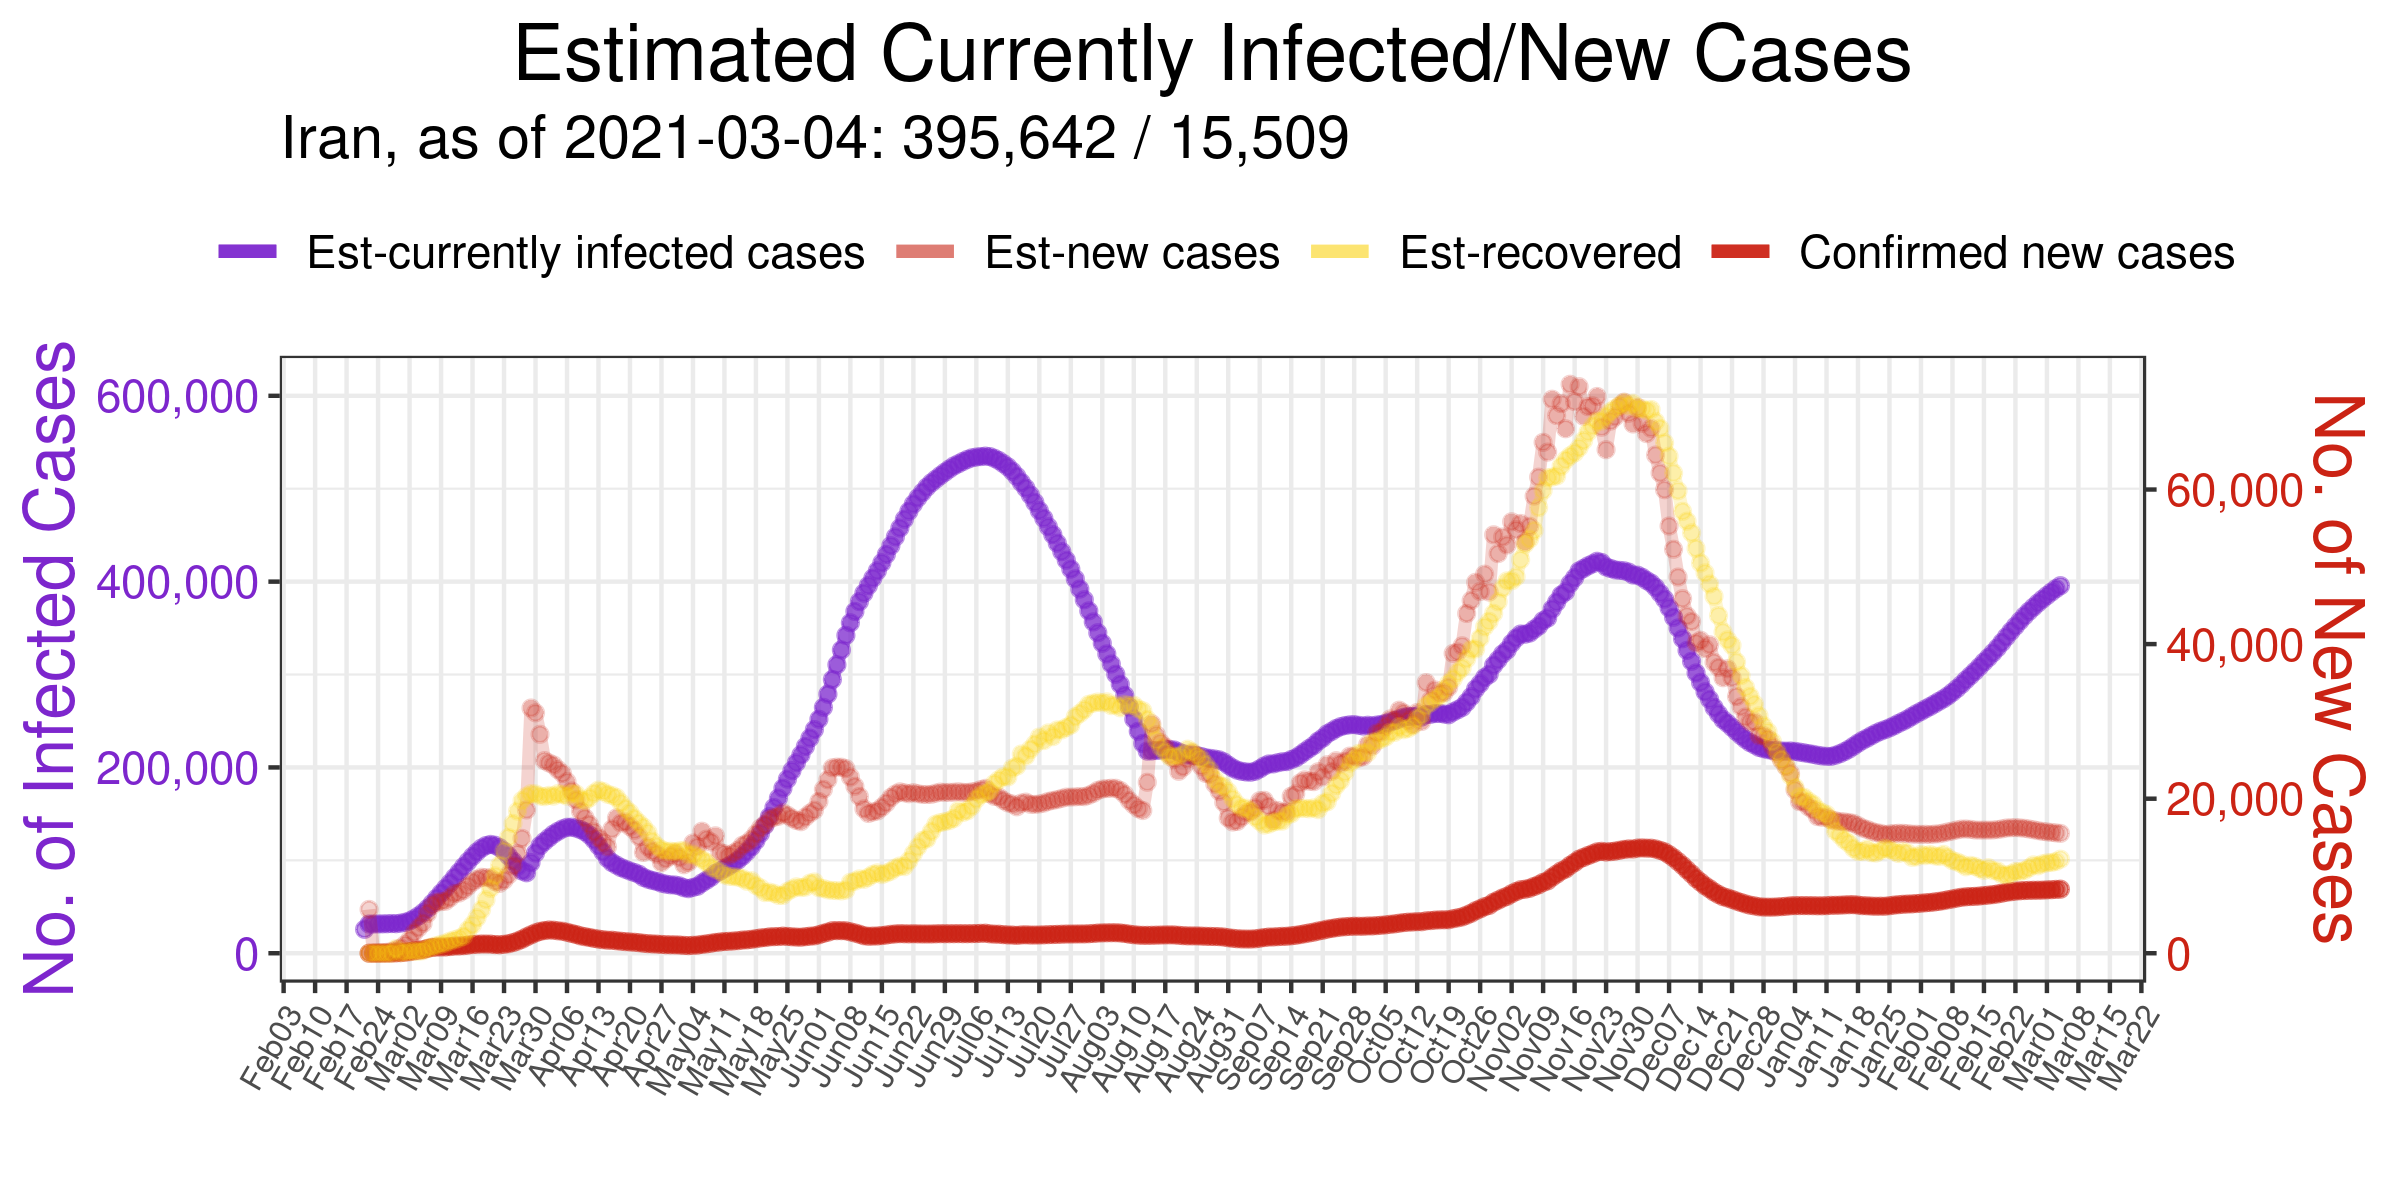 Estimated Currently Infected/New Cases
Iran, as of 2021-03-04: 395,642 / 15,509
Est-currently infected cases
Est-new cases
Est-recovered
Confirmed new cases
No. of Infected Cases
600,000
400,000
200,000
0
60,000
40,000
20,000
0
No. of New Cases
Feb03
Feb10
Feb17
Feb24
Mar02
Mar09
Mar16
Mar23
Mar30
Apr06
Apr13
Apr20
Apr27
May04
May11
May18
May25
Jun01
Jun08
Jun15
Jun22
Jun29
Jul06
Jul13
Jul20
Jul27
Aug03
Aug10
Aug17
Aug24
Aug31
Sep07
Sep14
Sep21
Sep28
Oct05
Oct12
Oct19
Oct26
Nov02
Nov09
Nov16
Nov23
Nov30
Dec07
Dec14
Dec21
Dec28
Jan04
Jan11
Jan18
Jan25
Feb01
Feb08
Feb15
Feb22
Mar01
Mar08
Mar15
Mar22